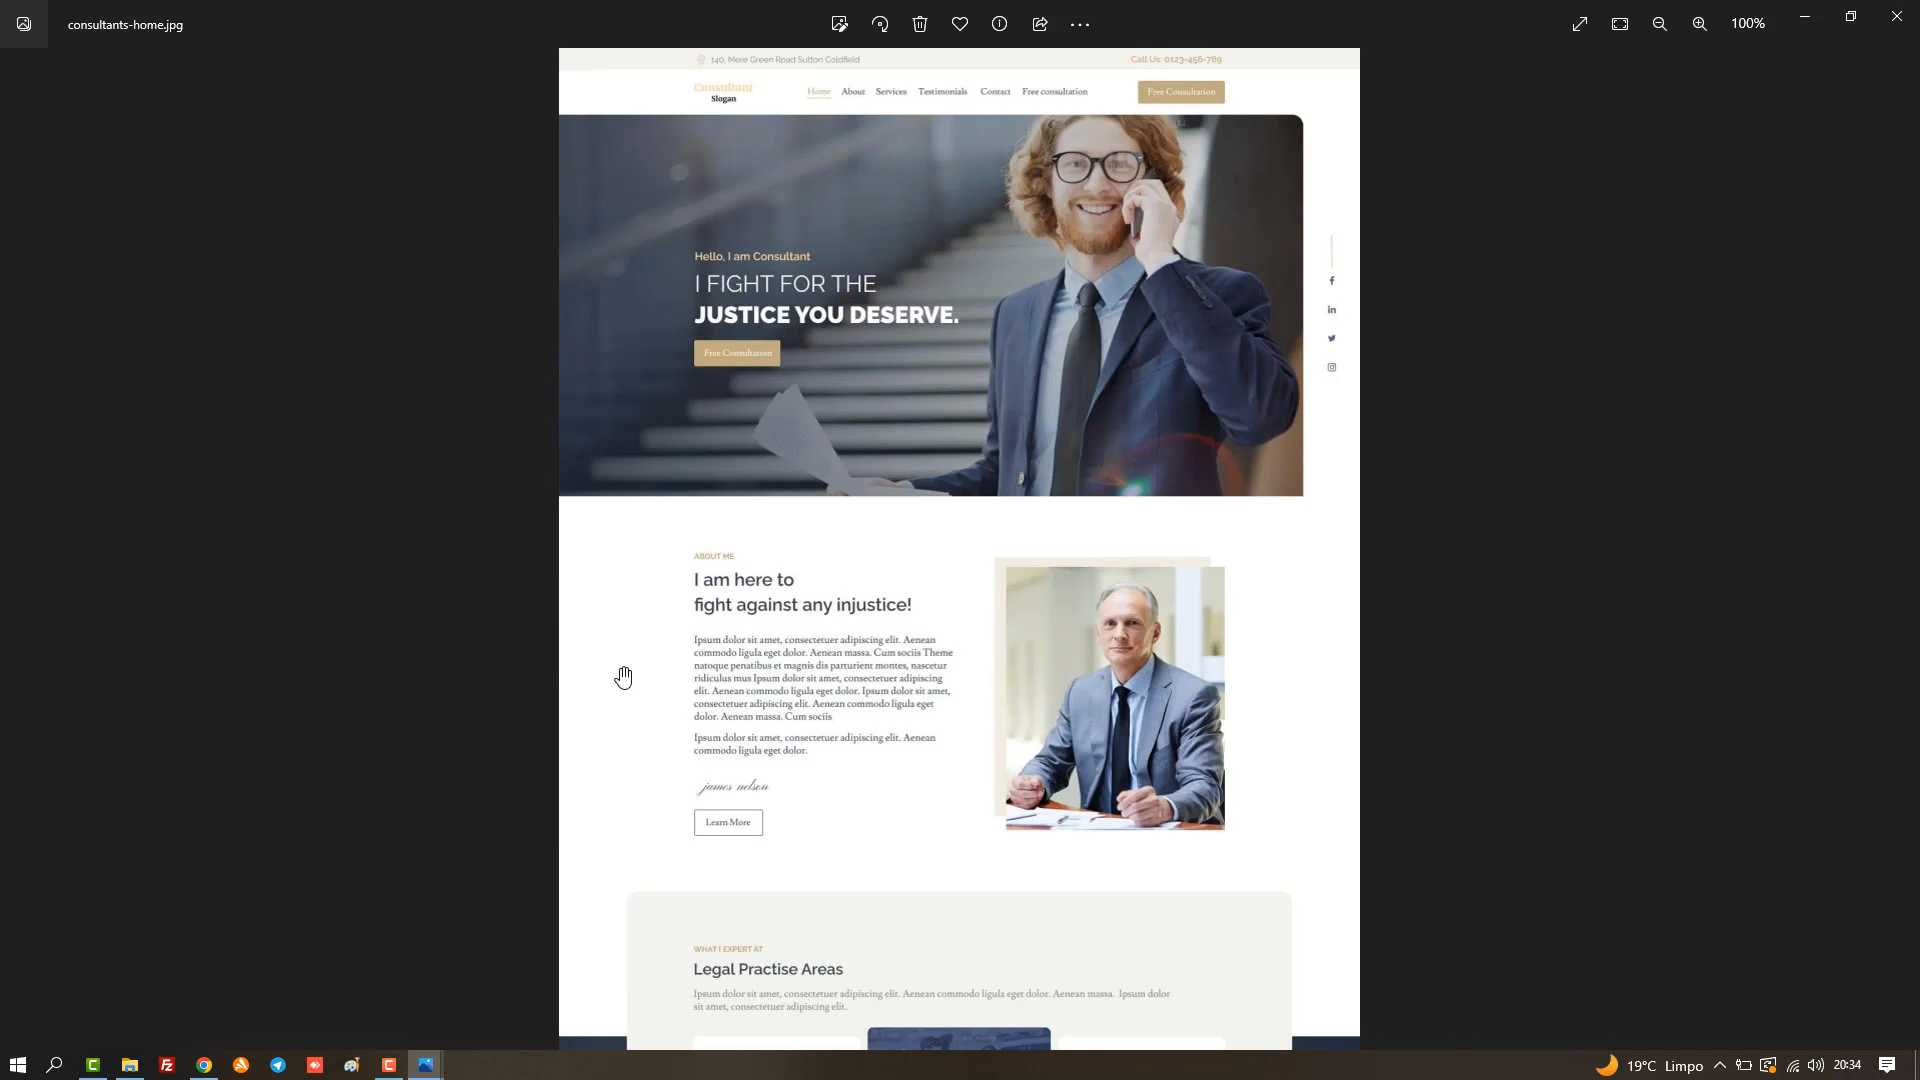 consultants-home.jpg
100%
140, Mere Green Road Sutton Coldfield
Call Us: 0123-456-789
Consultant
Slogan
Home About Services Testimonials Contact Free consultation
Free Consultation
Hello, I am Consultant
I FIGHT FOR THE
JUSTICE YOU DESERVE.
Free Consultation
ABOUT ME
I am here to
fight against any injustice!
Ipsum dolor sit amet, consectetuer adipiscing elit. Aenean
commodo ligula eget dolor. Aenean massa. Cum sociis Theme
natoque penatibus et magnis dis parturient montes, nascetur
ridiculus mus Ipsum dolor sit amet, consectetuer adipiscing
elit. Aenean commodo ligula eget dolor. Ipsum dolor sit amet,
consectetuer adipiscing elit. Aenean commodo ligula eget
dolor. Aenean massa. Cum sociis
Ipsum dolor sit amet, consectetuer adipiscing elit. Aenean
commodo ligula eget dolor.
james nelson
Learn More
WHAT I EXPERT AT
Legal Practise Areas
Ipsum dolor sit amet, consectetuer adipiscing elit. Aenean commodo ligula eget dolor. Aenean massa. Ipsum dolor
sit amet, consectetuer adipiscing elit.
19°C Limpo
20:34